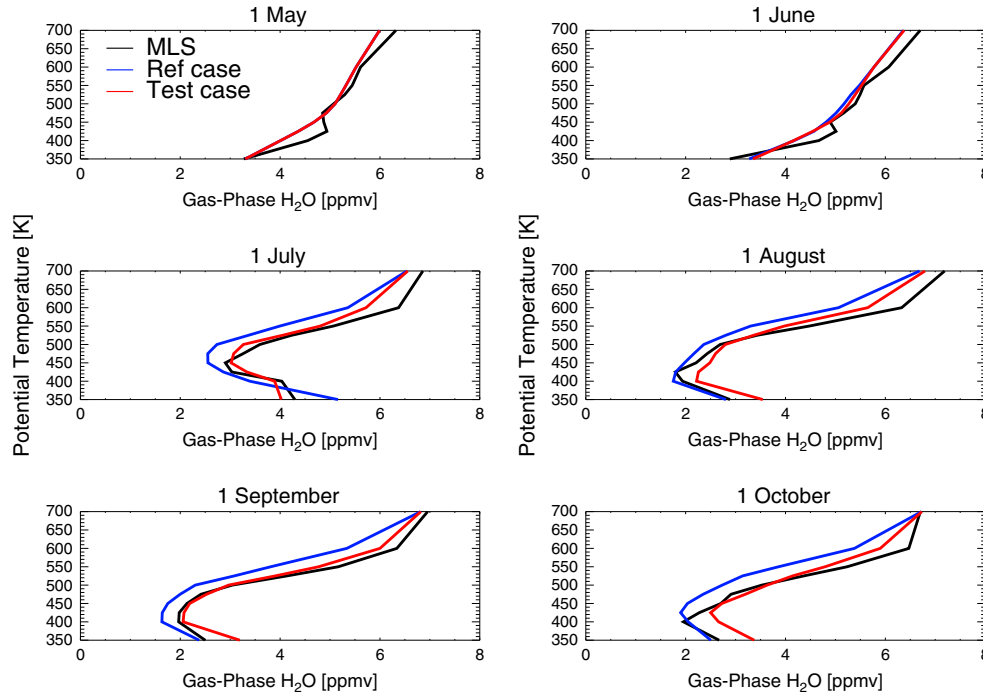 1 May
MLS
Ref case
Test case
700
600
550
500
450
400
350
0 2 4 6 8
Gas-Phase H₂O [ppmv]
1 June
700
600
550
500
450
400
350
0 2 4 6 8
Gas-Phase H₂O [ppmv]
Potential Temperature [K]
1 July
700
600
550
500
450
400
350
0 2 4 6 8
Gas-Phase H₂O [ppmv]
Potential Temperature [K]
1 August
700
600
550
500
450
400
350
0 2 4 6 8
Gas-Phase H₂O [ppmv]
1 September
700
600
550
500
450
400
350
0 2 4 6 8
Gas-Phase H₂O [ppmv]
1 October
700
600
550
500
450
400
350
0 2 4 6 8
Gas-Phase H₂O [ppmv]